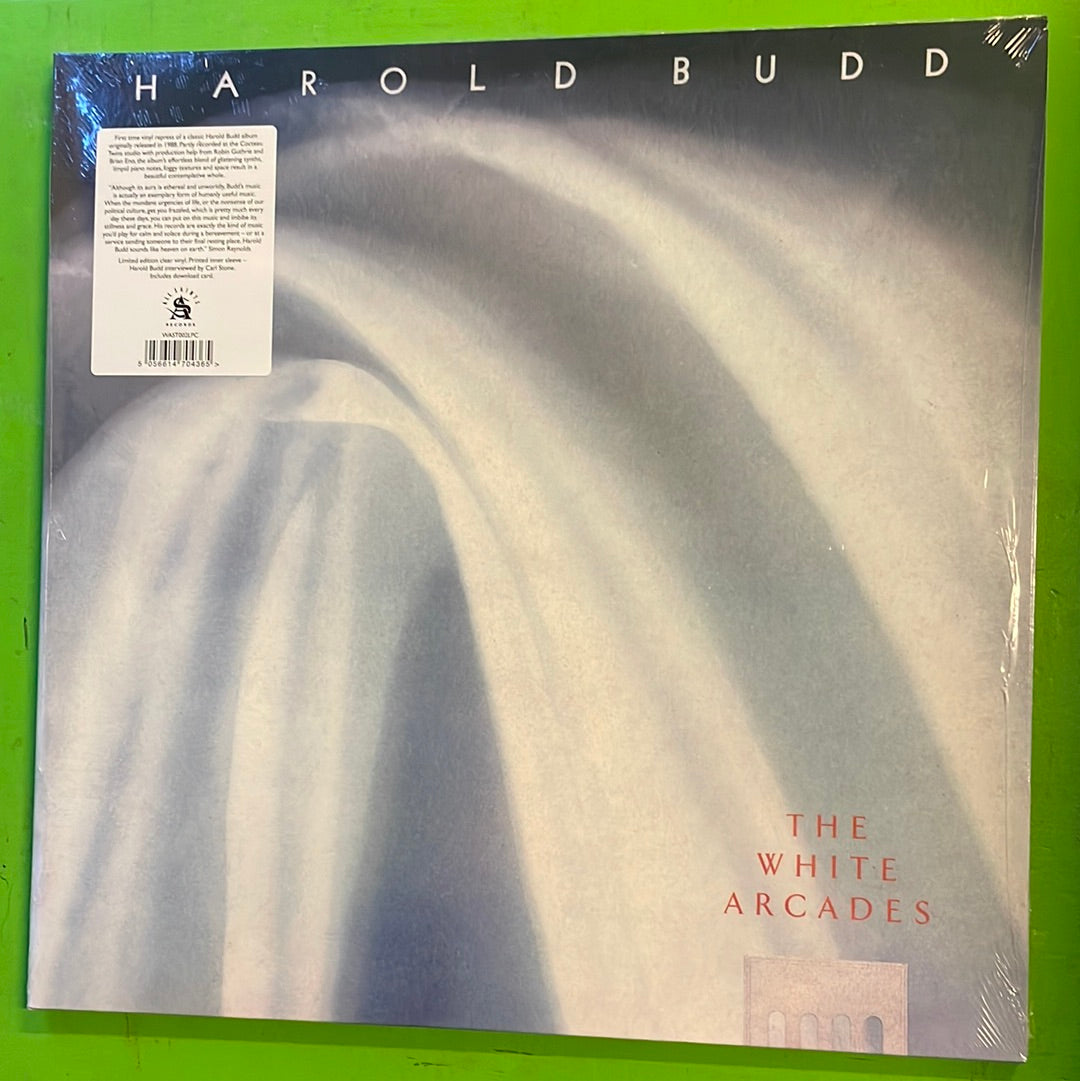 HAROLD BUDD
First time vinyl repress of a classic Harold Budd album
originally released in 1988. Partly recorded at the Cocteau
Twins studio with production help from Robin Guthrie and
Brian Eno, the album's effortless blend of glistening synths,
limpid piano notes, foggy textures and space result in a
beautiful contemplative whole.
"Although its aura is ethereal and unworldly, Budd's music
is actually an exemplary form of humanly useful music.
When the mundane urgencies of life, or the nonsense of our
political culture, get you frazzled, which is pretty much every
day these days, you can put on this music and imbibe its
stillness and grace. His records are exactly the kind of music
you'd play for calm and solace during a bereavement – or at a
service sending someone to their final resting place. Harold
Budd sounds like heaven on earth." Simon Reynolds
Limited edition clear vinyl. Printed inner sleeve –
Harold Budd interviewed by Carl Stone.
Includes download card.
ALL SAINTS
RECORDS
WAST002LPC
5 056614 704365 >
THE
WHITE
ARCADES